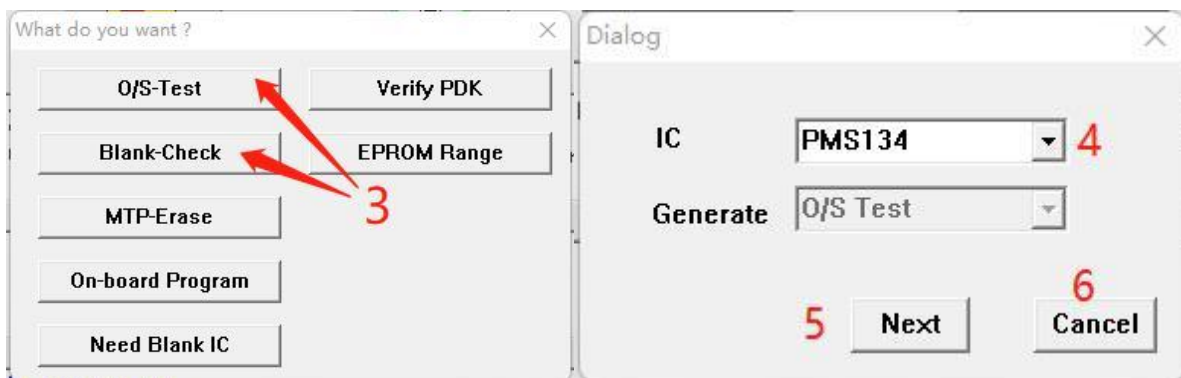 What do you want ?
O/S-Test
Verify PDK
Blank-Check
EPROM Range
3
MTP-Erase
On-board Program
Need Blank IC
Dialog
IC
PMS134
4
Generate
O/S Test
6
5
Next
Cancel